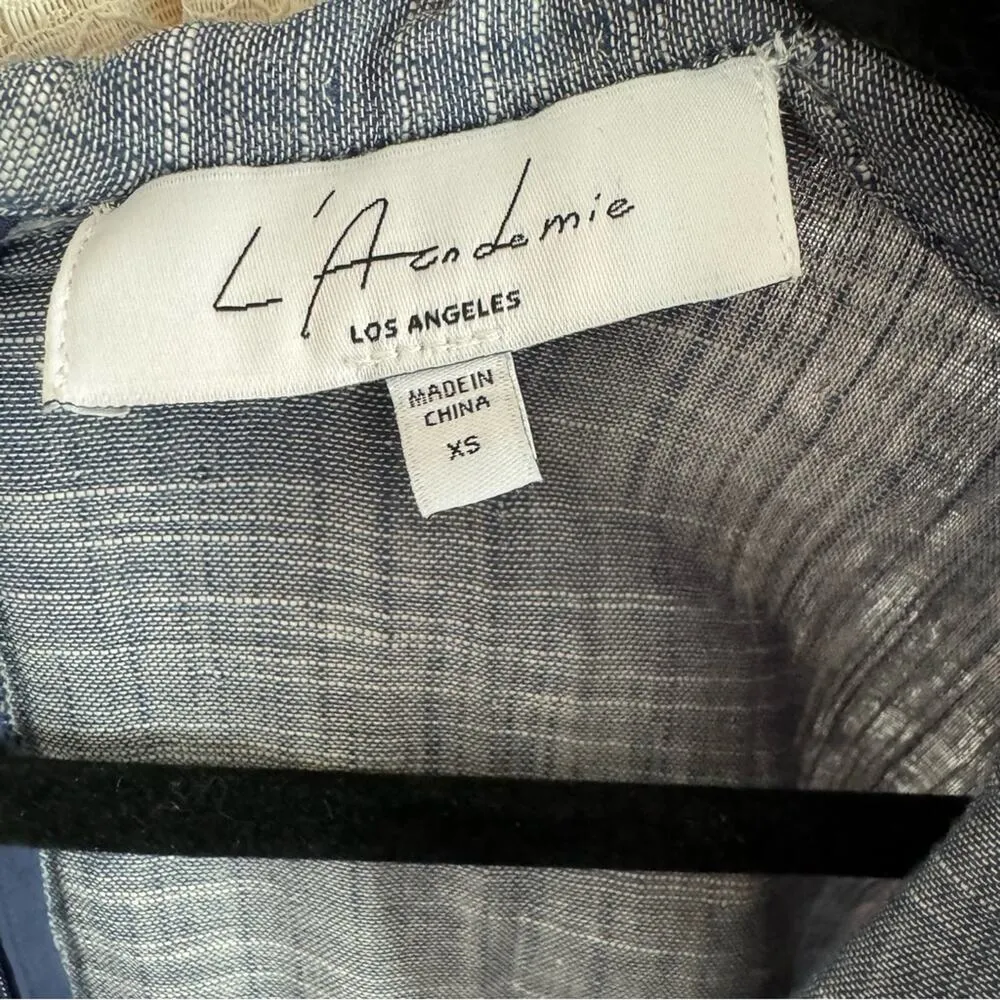 L'Academie
LOS ANGELES
MADE IN
CHINA
XS